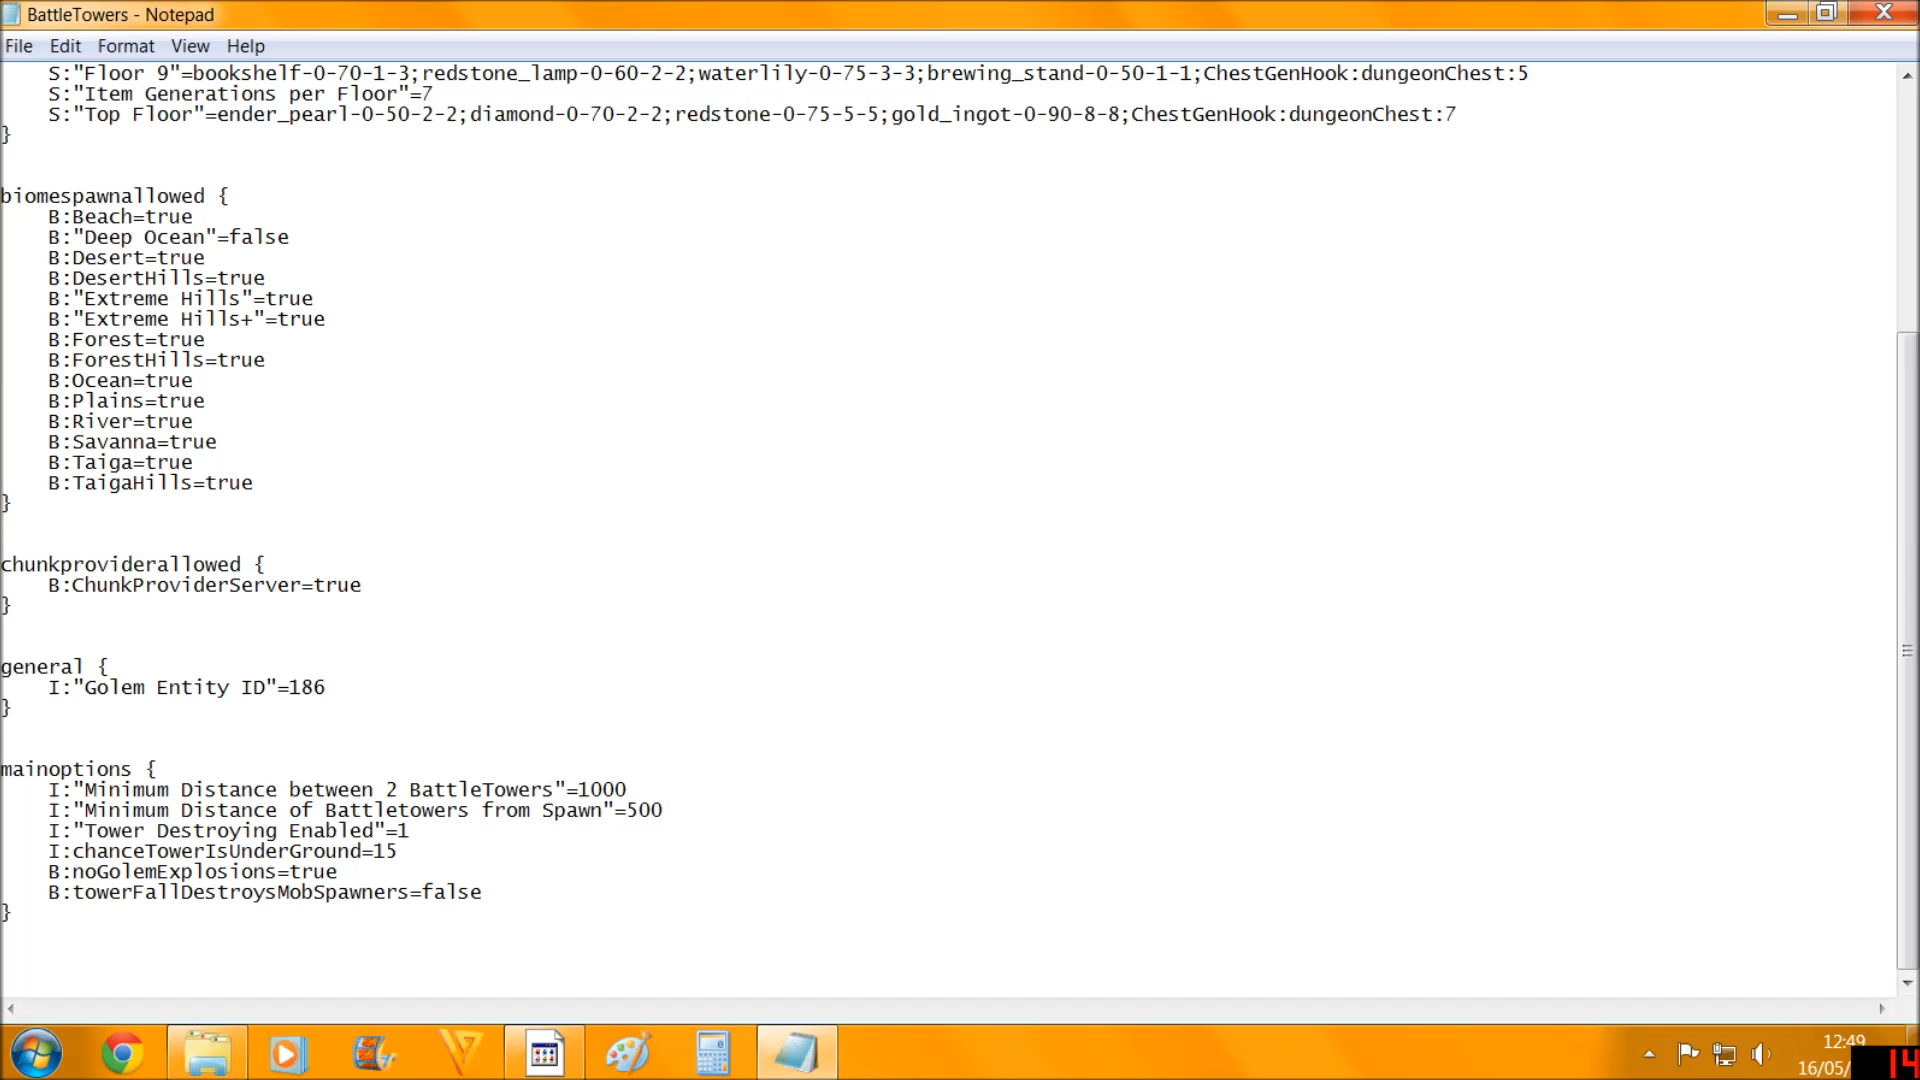 BattleTowers - Notepad
File Edit Format View Help
S:"Floor 9"=bookshelf-0-70-1-3;redstone_lamp-0-60-2-2;waterlily-0-75-3-3;brewing_stand-0-50-1-1;ChestGenHook:dungeonChest:5
S:"Item Generations per Floor"=7
S:"Top Floor"=ender_pearl-0-50-2-2;diamond-0-70-2-2;redstone-0-75-5-5;gold_ingot-0-90-8-8;ChestGenHook:dungeonChest:7
}
biomespawnallowed {
B:Beach=true
B:"Deep Ocean"=false
B:Desert=true
B:DesertHills=true
B:"Extreme Hills"=true
B:"Extreme Hills+"=true
B:Forest=true
B:ForestHills=true
B:Ocean=true
B:Plains=true
B:River=true
B:Savanna=true
B:Taiga=true
B:TaigaHills=true
}
chunkproviderallowed {
B:ChunkProviderServer=true
}
general {
I:"Golem Entity ID"=186
}
mainoptions {
I:"Minimum Distance between 2 BattleTowers"=1000
I:"Minimum Distance of Battletowers from Spawn"=500
I:"Tower Destroying Enabled"=1
I:chanceTowerIsUnderGround=15
B:noGolemExplosions=true
B:towerFallDestroysMobSpawners=false
}
12:49
16/05/
14